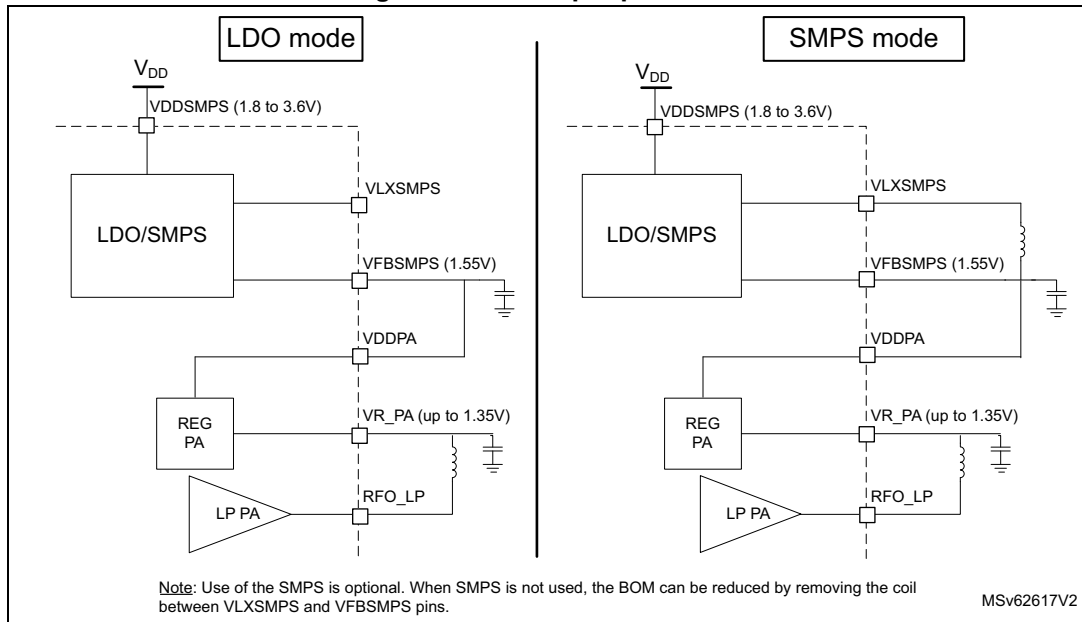 LDO mode
SMPS mode
VDD
VDDSMPS (1.8 to 3.6V)
LDO/SMPS
VLXSMPS
VFBSMPS (1.55V)
VDDPA
REG
PA
VR_PA (up to 1.35V)
LP PA
RFO_LP
VDD
VDDSMPS (1.8 to 3.6V)
LDO/SMPS
VLXSMPS
VFBSMPS (1.55V)
VDDPA
REG
PA
VR_PA (up to 1.35V)
LP PA
RFO_LP
Note: Use of the SMPS is optional. When SMPS is not used, the BOM can be reduced by removing the coil
between VLXSMPS and VFBSMPS pins.
MSv62617V2